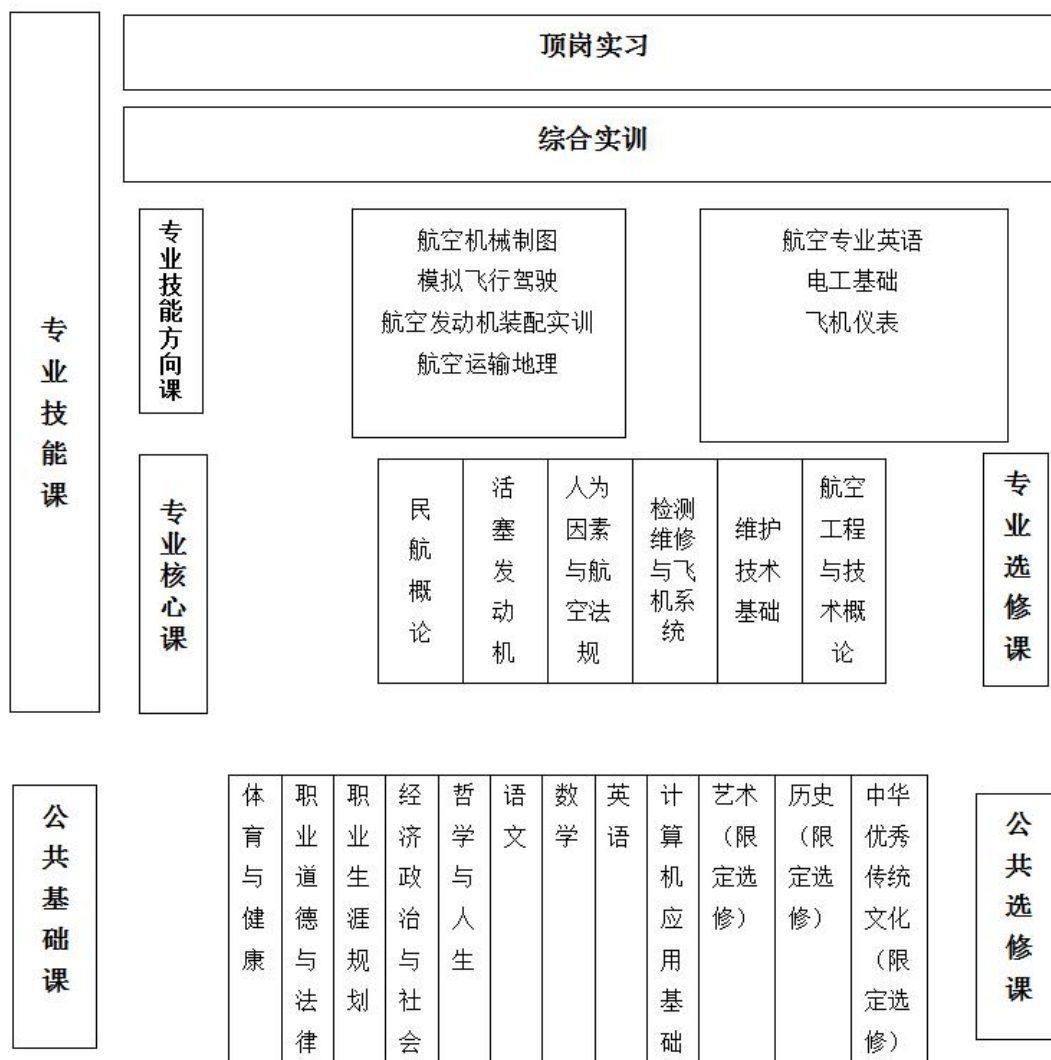 顶岗实习
综合实训
专业技能课
专业技能方向课
航空机械制图
模拟飞行驾驶
航空发动机装配实训
航空运输地理
航空专业英语
电工基础
飞机仪表
专业核心课
民航概论
活塞发动机
人为因素与航空法规
检测维修与飞机系统
维护技术基础
航空工程与技术概论
专业选修课
公共基础课
体育与健康
职业道德与法律
职业生涯规划
经济政治与社会
哲学与人生
语文
数学
英语
计算机应用基础
艺术（限定选修）
历史（限定选修）
中华优秀传统文化（限定选修）
公共选修课